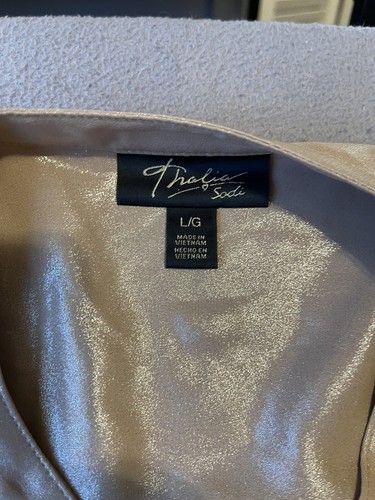 Thalia
Sodi
L/G
MADE IN
VIETNAM
HECHO EN
VIETNAM